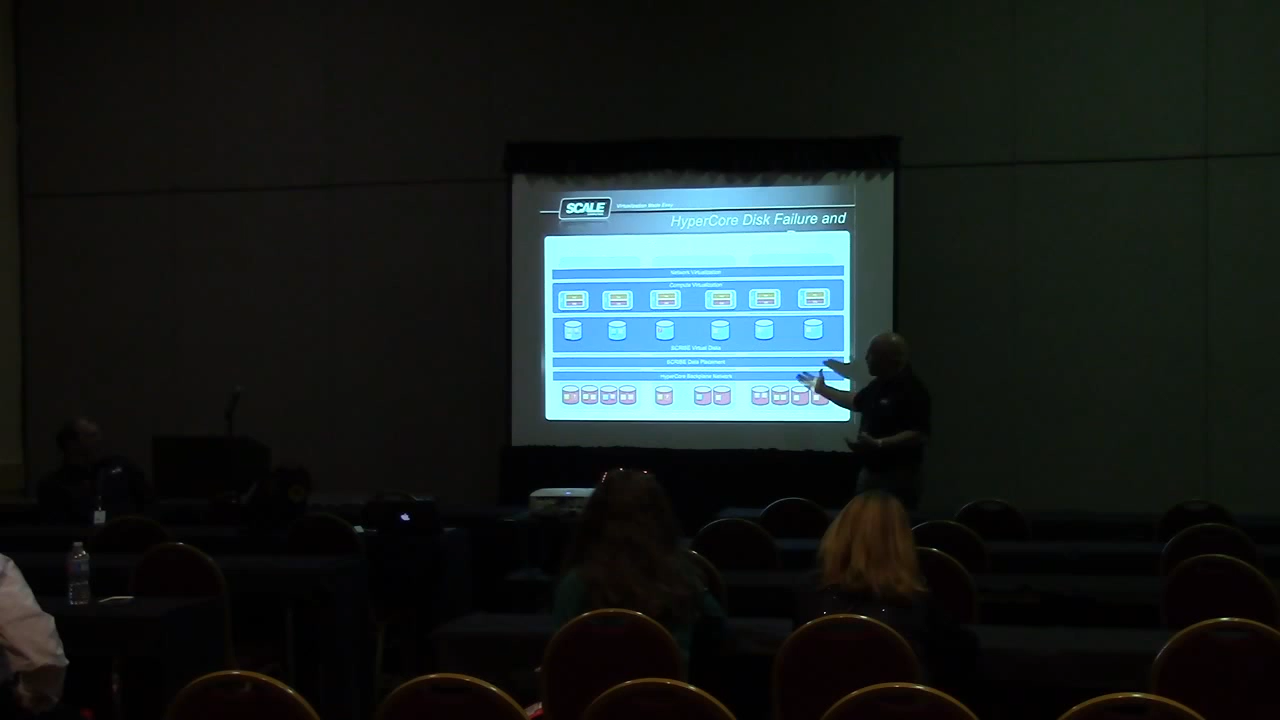 SCALE
Virtualization Made Easy
HyperCore Disk Failure and
Network Virtualization
Compute Virtualization
SCRIBE Virtual Disks
SCRIBE Data Placement
HyperCore Backplane Network